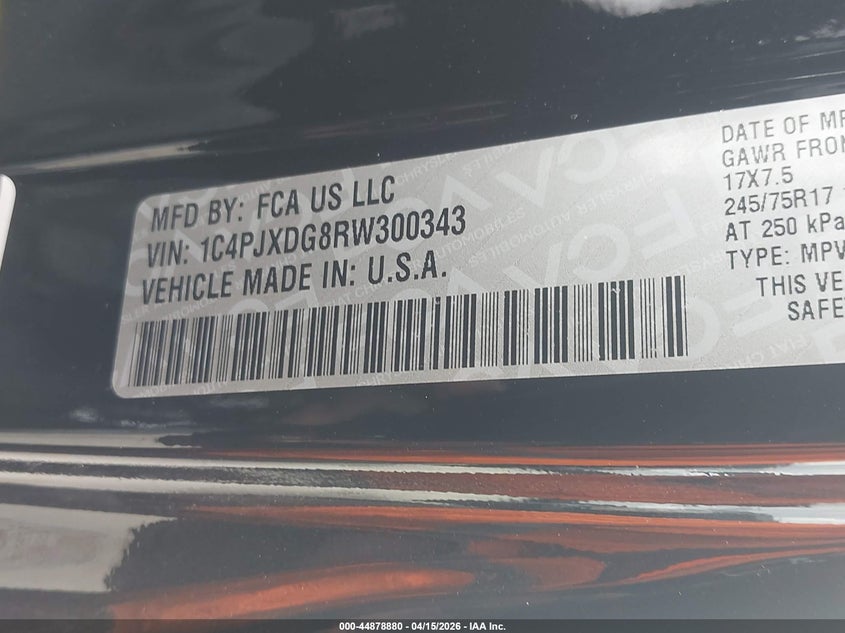 MFD BY: FCA US LLC
VIN: 1C4PJXDG8RW300343
VEHICLE MADE IN: U.S.A.
DATE OF MF
GAWR FRON
17X7.5
245/75R17
AT 250 kPa
TYPE: MPV
THIS VE
SAFE
000-44878880 - 04/15/2026 - IAA Inc.